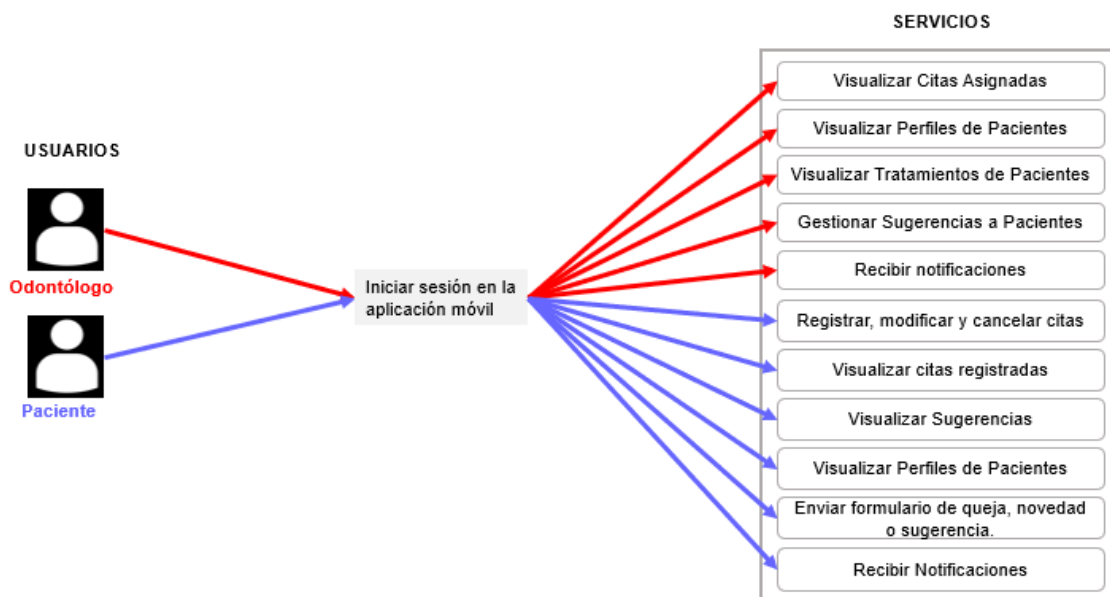 USUARIOS
Odontólogo
Paciente
Iniciar sesión en la
aplicación móvil
SERVICIOS
Visualizar Citas Asignadas
Visualizar Perfiles de Pacientes
Visualizar Tratamientos de Pacientes
Gestionar Sugerencias a Pacientes
Recibir notificaciones
Registrar, modificar y cancelar citas
Visualizar citas registradas
Visualizar Sugerencias
Visualizar Perfiles de Pacientes
Enviar formulario de queja, novedad
o sugerencia.
Recibir Notificaciones